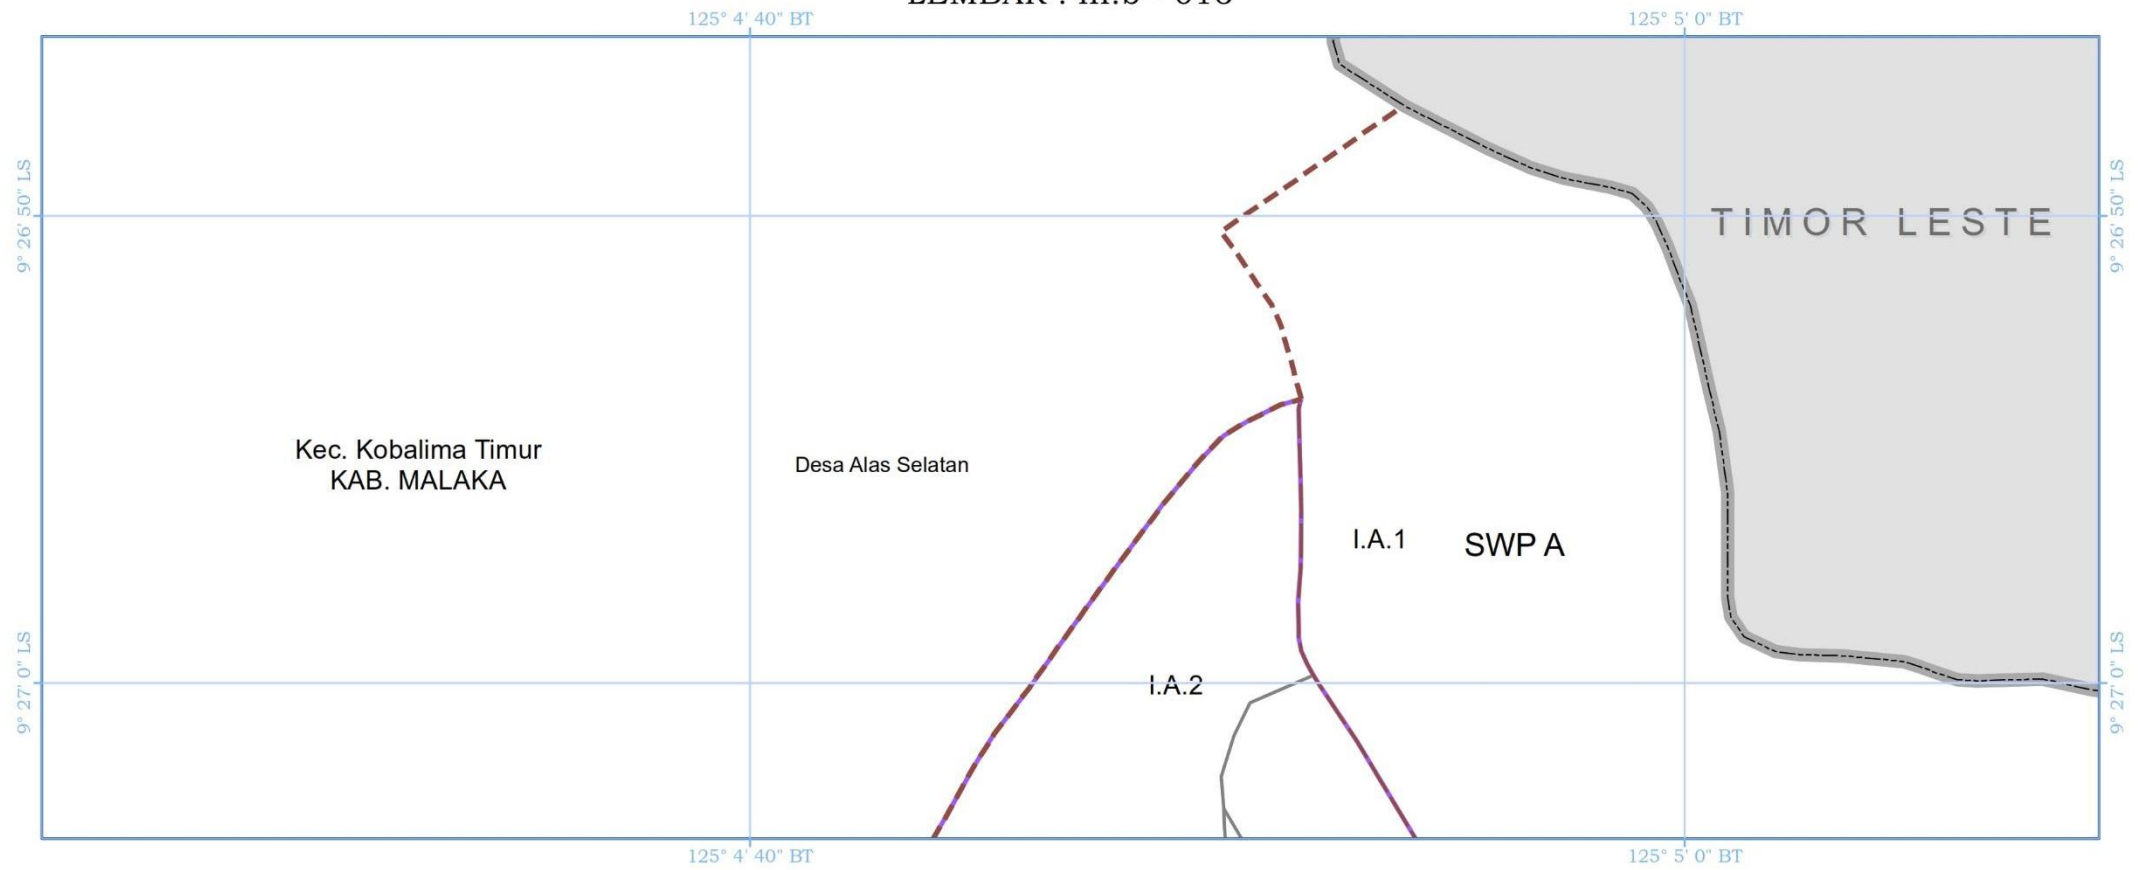 125° 4' 40" BT
125° 5' 0" BT
9° 26' 50" LS
9° 26' 50" LS
TIMOR LESTE
Kec. Kobalima Timur
KAB. MALAKA
Desa Alas Selatan
I.A.1
SWP A
9° 27' 0" LS
I.A.2
9° 27' 0" LS
125° 4' 40" BT
125° 5' 0" BT